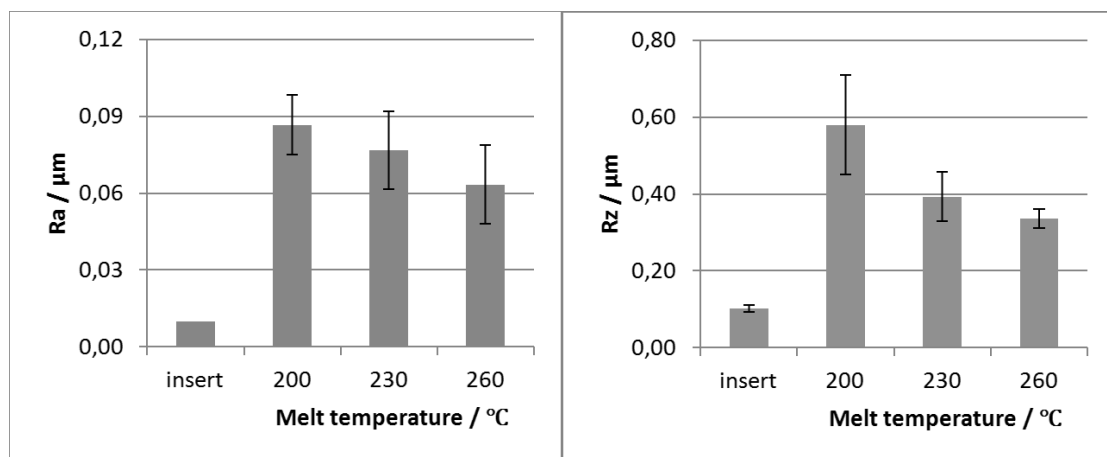 Ra / µm
0,12
0,09
0,06
0,03
0,00
insert 200 230 260
Melt temperature / °C
Rz / µm
0,80
0,60
0,40
0,20
0,00
insert 200 230 260
Melt temperature / °C